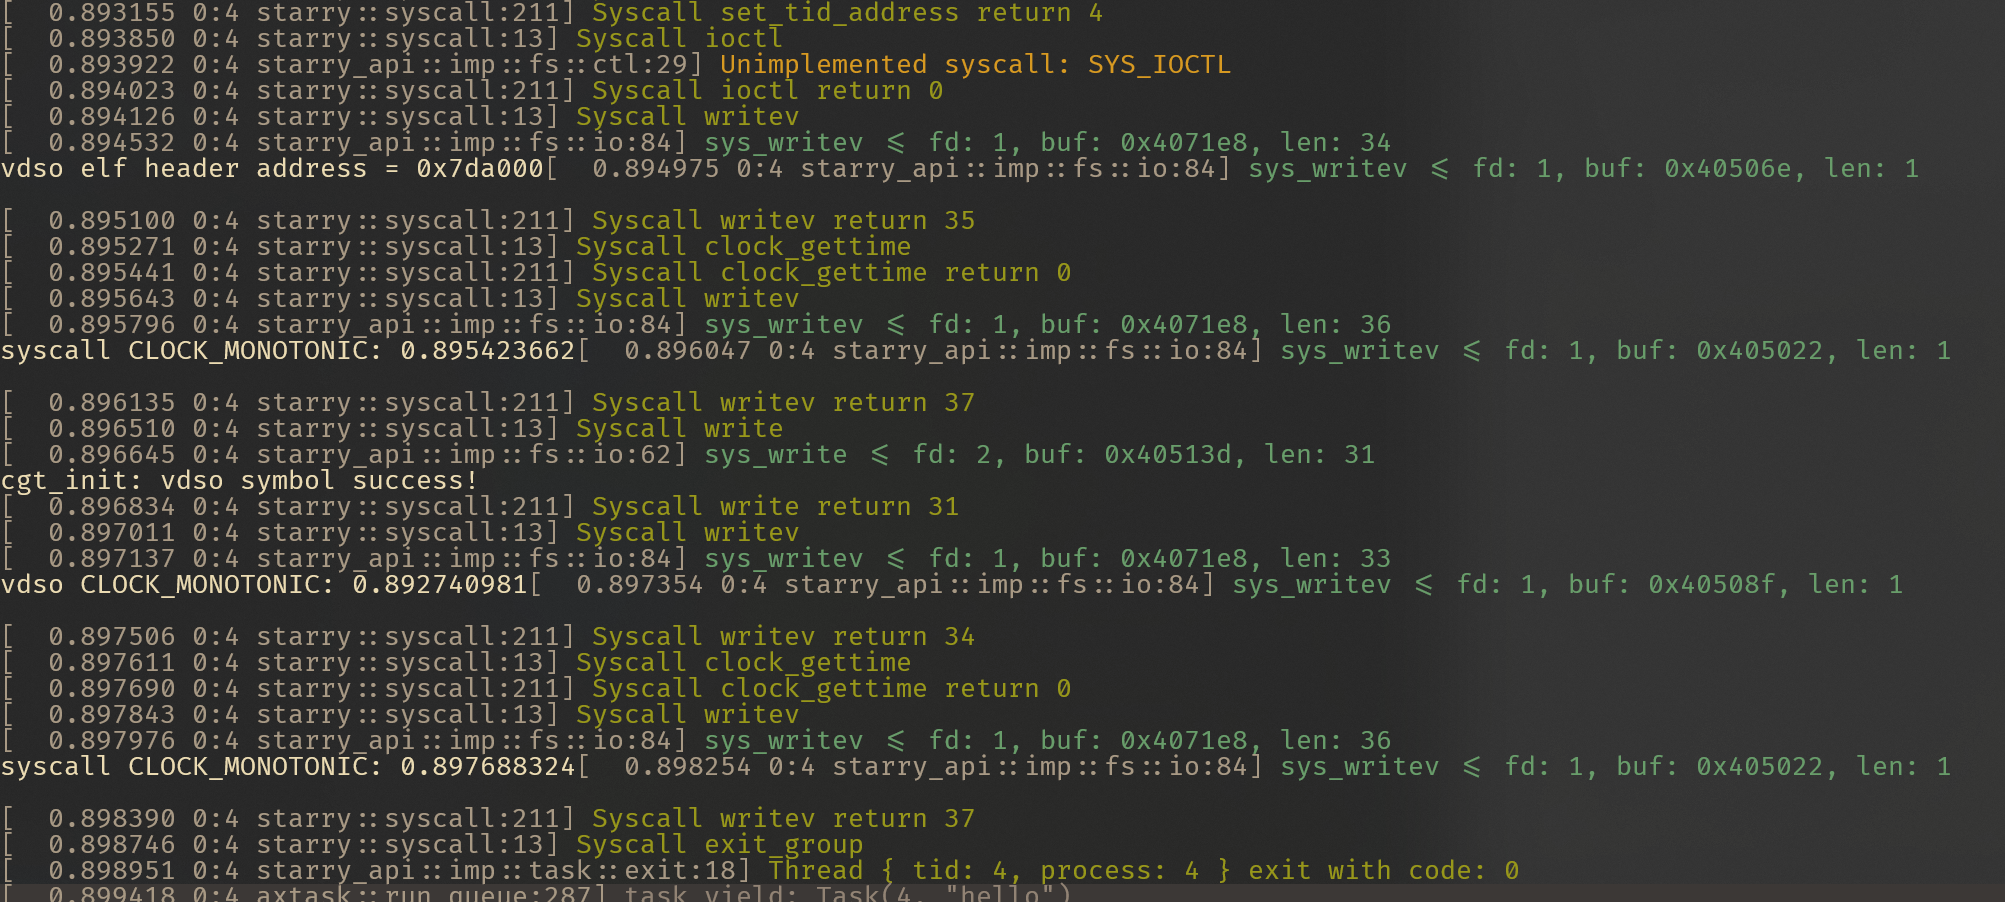 [  0.893155 0:4 starry::syscall:211] Syscall set_tid_address return 4
[  0.893850 0:4 starry::syscall:13] Syscall ioctl
[  0.893922 0:4 starry_api::imp::fs::ctl:29] Unimplemented syscall: SYS_IOCTL
[  0.894023 0:4 starry::syscall:211] Syscall ioctl return 0
[  0.894126 0:4 starry::syscall:13] Syscall writev
[  0.894532 0:4 starry_api::imp::fs::io:84] sys_writev <= fd: 1, buf: 0x4071e8, len: 34
vdso elf header address = 0x7da000[  0.894975 0:4 starry_api::imp::fs::io:84] sys_writev <= fd: 1, buf: 0x40506e, len: 1
[  0.895100 0:4 starry::syscall:211] Syscall writev return 35
[  0.895271 0:4 starry::syscall:13] Syscall clock_gettime
[  0.895441 0:4 starry::syscall:211] Syscall clock_gettime return 0
[  0.895643 0:4 starry::syscall:13] Syscall writev
[  0.895796 0:4 starry_api::imp::fs::io:84] sys_writev <= fd: 1, buf: 0x4071e8, len: 36
syscall CLOCK_MONOTONIC: 0.895423662[  0.896047 0:4 starry_api::imp::fs::io:84] sys_writev <= fd: 1, buf: 0x405022, len: 1
[  0.896135 0:4 starry::syscall:211] Syscall writev return 37
[  0.896510 0:4 starry::syscall:13] Syscall write
[  0.896645 0:4 starry_api::imp::fs::io:62] sys_write <= fd: 2, buf: 0x40513d, len: 31
cgt_init: vdso symbol success!
[  0.896834 0:4 starry::syscall:211] Syscall write return 31
[  0.897011 0:4 starry::syscall:13] Syscall writev
[  0.897137 0:4 starry_api::imp::fs::io:84] sys_writev <= fd: 1, buf: 0x4071e8, len: 33
vdso CLOCK_MONOTONIC: 0.892740981[  0.897354 0:4 starry_api::imp::fs::io:84] sys_writev <= fd: 1, buf: 0x40508f, len: 1
[  0.897506 0:4 starry::syscall:211] Syscall writev return 34
[  0.897611 0:4 starry::syscall:13] Syscall clock_gettime
[  0.897690 0:4 starry::syscall:211] Syscall clock_gettime return 0
[  0.897843 0:4 starry::syscall:13] Syscall writev
[  0.897976 0:4 starry_api::imp::fs::io:84] sys_writev <= fd: 1, buf: 0x4071e8, len: 36
syscall CLOCK_MONOTONIC: 0.897688324[  0.898254 0:4 starry_api::imp::fs::io:84] sys_writev <= fd: 1, buf: 0x405022, len: 1
[  0.898390 0:4 starry::syscall:211] Syscall writev return 37
[  0.898746 0:4 starry::syscall:13] Syscall exit_group
[  0.898951 0:4 starry_api::imp::task::exit:18] Thread { tid: 4, process: 4 } exit with code: 0
[  0.899418 0:4 axtask::run_queue:287] task yield: Task(4, "hello")